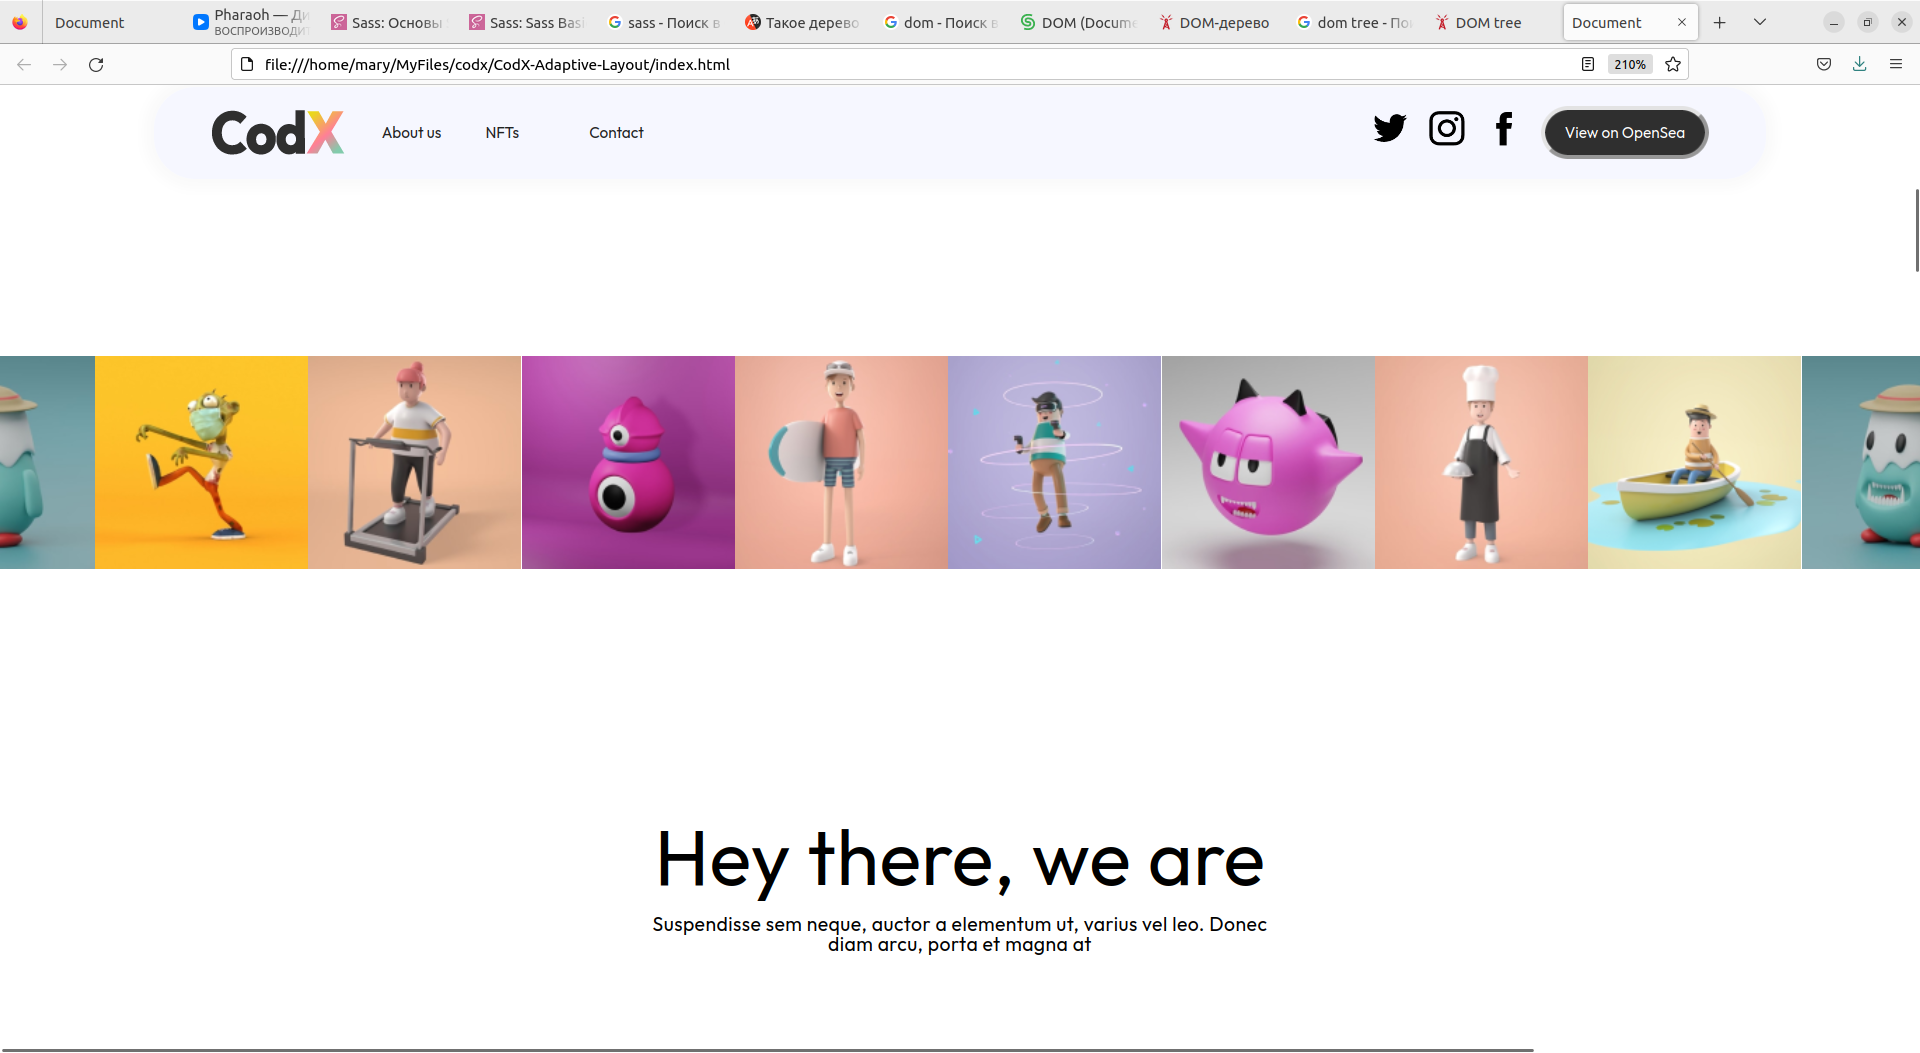 Document
Pharaoh — Ди
ВОСПРОИЗВОДИТ
Sass: Основы
Sass: Sass Basi
sass - Поиск в
Такое дерево
dom - Поиск в
DOM (Docume
DOM-дерево
dom tree - По
DOM tree
Document
file:///home/mary/MyFiles/codx/CodX-Adaptive-Layout/index.html
210%
CodX
About us
NFTs
Contact
View on OpenSea
Hey there, we are
Suspendisse sem neque, auctor a elementum ut, varius vel leo. Donec
diam arcu, porta et magna at